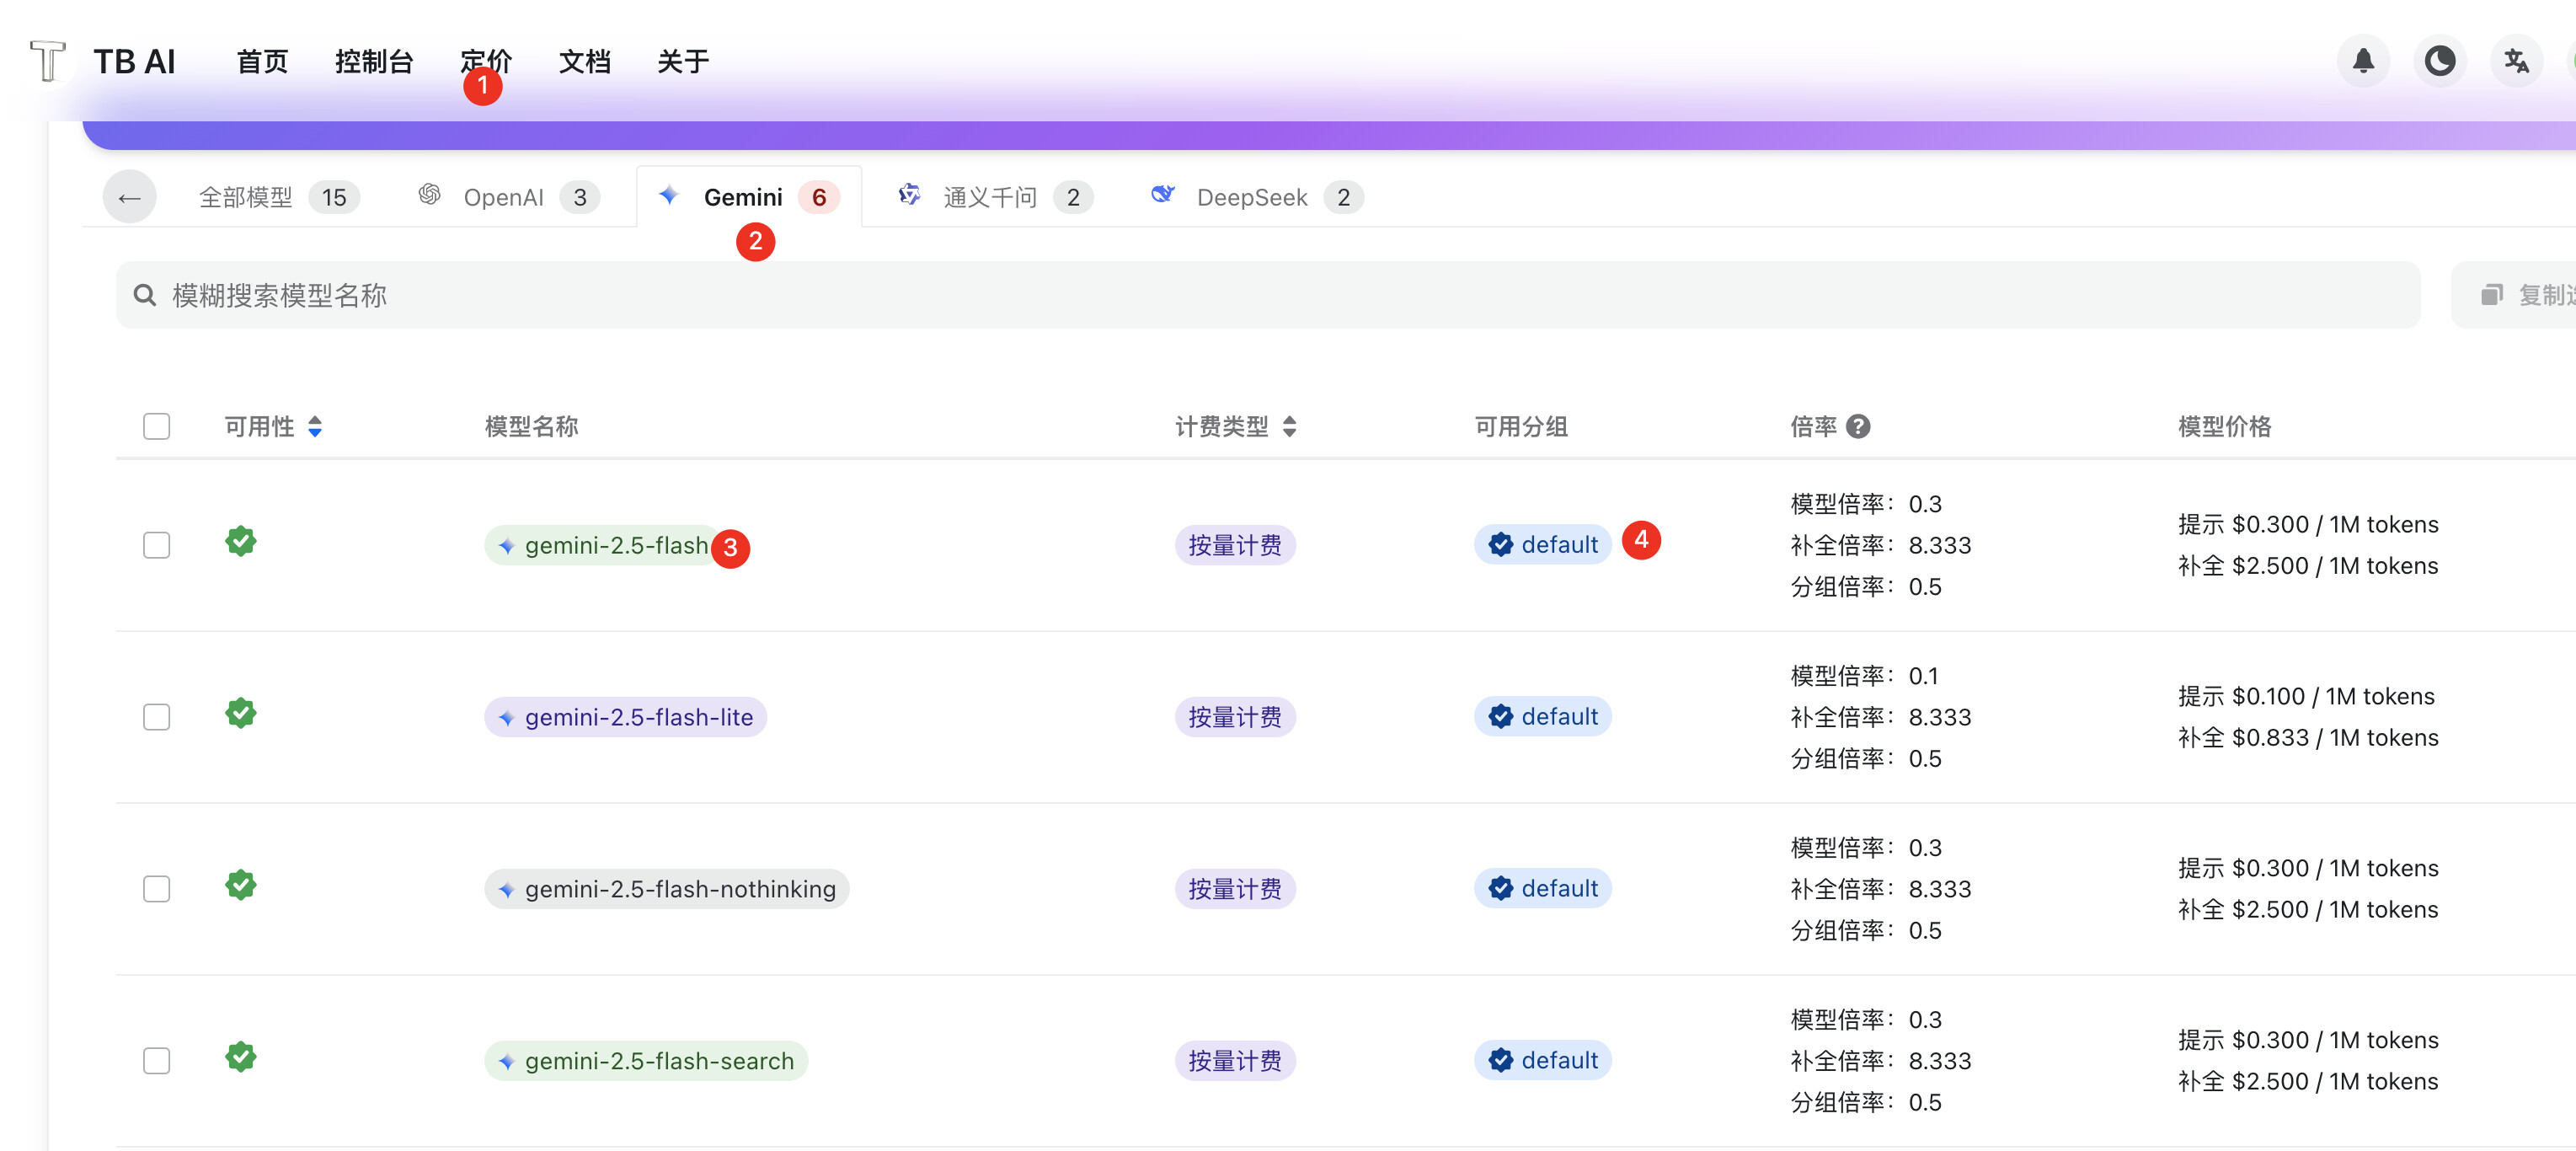 T TB AI 首页 控制台 定价 文档 关于
1
← 全部模型 15 OpenAI 3 Gemini 6 通义千问 2 DeepSeek 2
2
模糊搜索模型名称 复制
可用性 模型名称 计费类型 可用分组 倍率 ? 模型价格
gemini-2.5-flash 3 按量计费 default 4
模型倍率：0.3
补全倍率：8.333
分组倍率：0.5
提示 $0.300 / 1M tokens
补全 $2.500 / 1M tokens
gemini-2.5-flash-lite 按量计费 default
模型倍率：0.1
补全倍率：8.333
分组倍率：0.5
提示 $0.100 / 1M tokens
补全 $0.833 / 1M tokens
gemini-2.5-flash-nothinking 按量计费 default
模型倍率：0.3
补全倍率：8.333
分组倍率：0.5
提示 $0.300 / 1M tokens
补全 $2.500 / 1M tokens
gemini-2.5-flash-search 按量计费 default
模型倍率：0.3
补全倍率：8.333
分组倍率：0.5
提示 $0.300 / 1M tokens
补全 $2.500 / 1M tokens